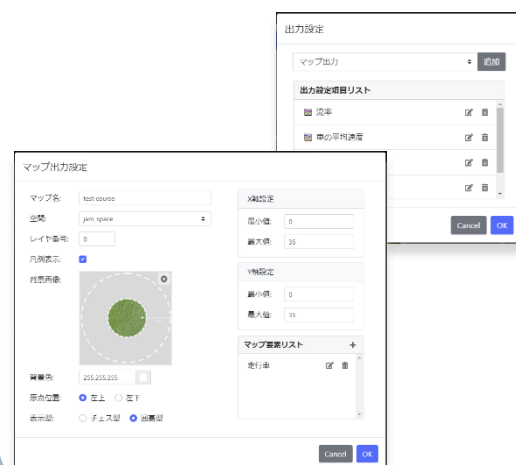 出力設定
マップ出力
追加
出力設定項目リスト
流率
車の平均速度
Cancel OK
マップ出力設定
マップ名: test course
空間: jam_space
レイヤ番号: 0
凡例表示:
背景画像:
背景色: 255,255,255
原点位置: 左上 左下
表示型: チェス型 囲碁型
X軸設定
最小値: 0
最大値: 35
Y軸設定
最小値: 0
最大値: 35
マップ要素リスト +
走行車
Cancel OK